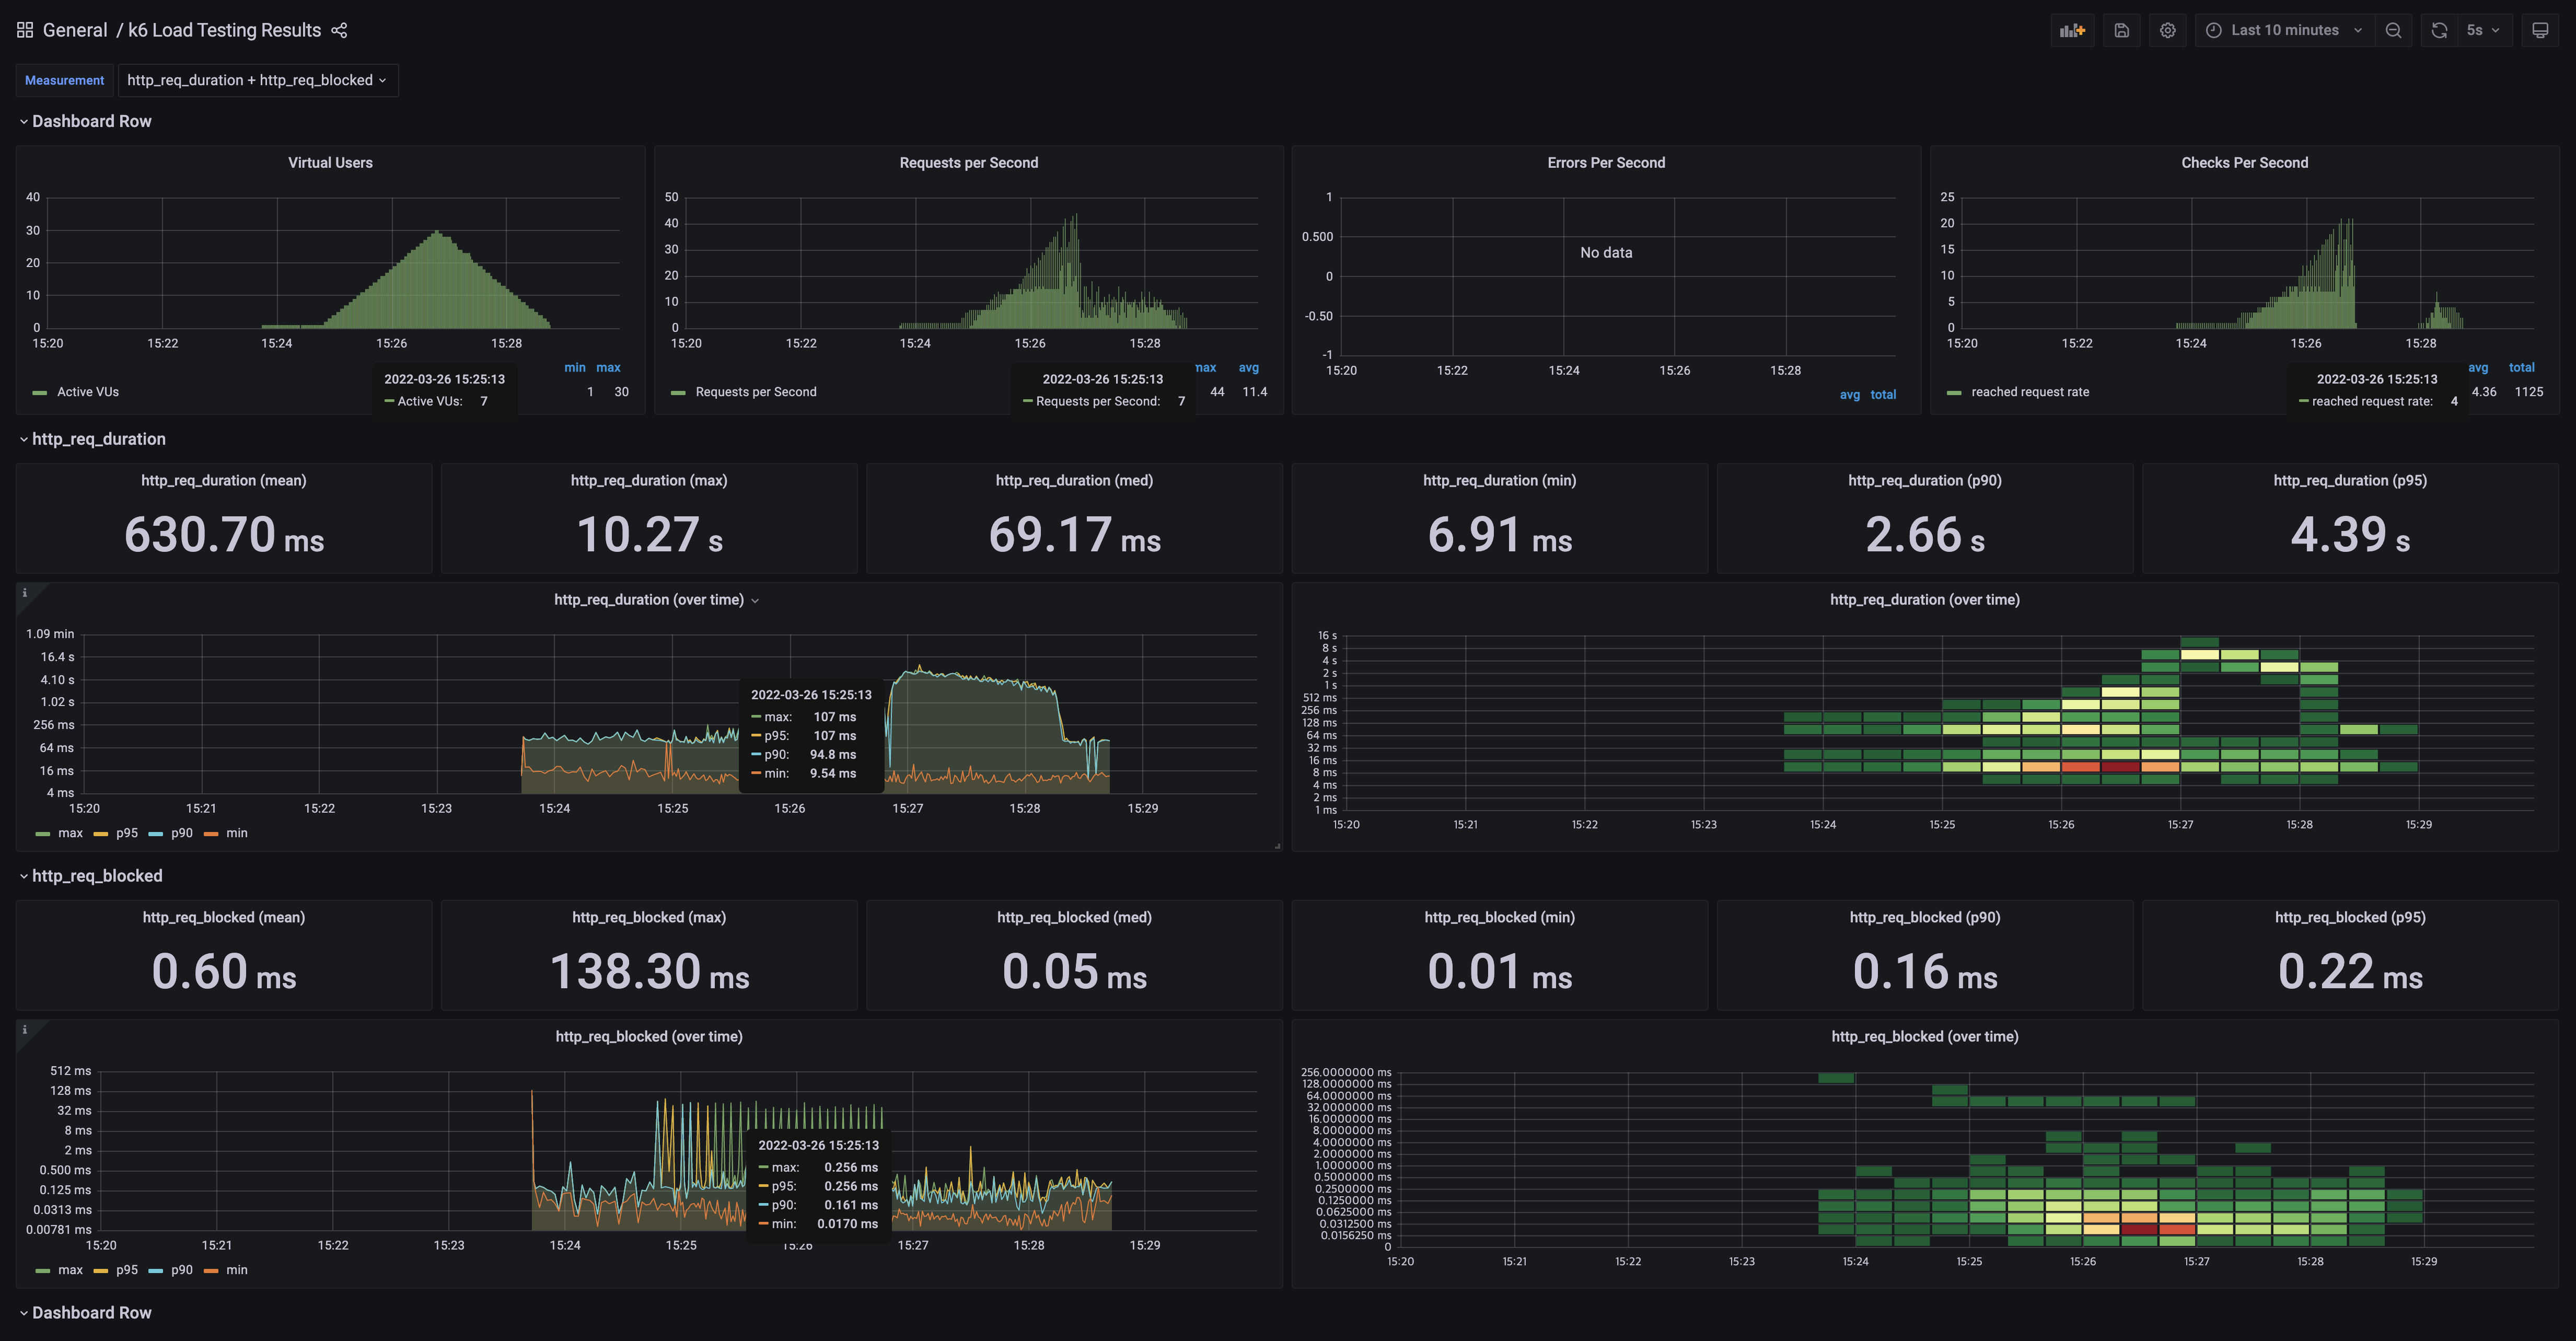 General / k6 Load Testing Results
Last 10 minutes
5s
Measurement
http_req_duration + http_req_blocked
Dashboard Row
Virtual Users
40
30
20
10
0
15:20 15:22 15:24 15:26 15:28
min max
Active VUs 1 30
2022-03-26 15:25:13
Active VUs: 7
Requests per Second
50
40
30
20
10
0
15:20 15:22 15:24 15:26 15:28
max avg
Requests per Second 44 11.4
2022-03-26 15:25:13
Requests per Second: 7
Errors Per Second
1
0.500
0
-0.50
-1
No data
15:20 15:22 15:24 15:26 15:28
avg total
Checks Per Second
25
20
15
10
5
0
15:20 15:22 15:24 15:26 15:28
avg total
reached request rate 4.36 1125
2022-03-26 15:25:13
reached request rate: 4
http_req_duration
http_req_duration (mean)
630.70 ms
http_req_duration (max)
10.27 s
http_req_duration (med)
69.17 ms
http_req_duration (min)
6.91 ms
http_req_duration (p90)
2.66 s
http_req_duration (p95)
4.39 s
http_req_duration (over time)
1.09 min
16.4 s
4.10 s
1.02 s
256 ms
64 ms
16 ms
4 ms
15:20 15:21 15:22 15:23 15:24 15:25 15:26 15:27 15:28 15:29
max p95 p90 min
2022-03-26 15:25:13
max: 107 ms
p95: 107 ms
p90: 94.8 ms
min: 9.54 ms
http_req_duration (over time)
16 s
8 s
4 s
2 s
1 s
512 ms
256 ms
128 ms
64 ms
32 ms
16 ms
8 ms
4 ms
2 ms
1 ms
15:20 15:21 15:22 15:23 15:24 15:25 15:26 15:27 15:28 15:29
http_req_blocked
http_req_blocked (mean)
0.60 ms
http_req_blocked (max)
138.30 ms
http_req_blocked (med)
0.05 ms
http_req_blocked (min)
0.01 ms
http_req_blocked (p90)
0.16 ms
http_req_blocked (p95)
0.22 ms
http_req_blocked (over time)
512 ms
128 ms
32 ms
8 ms
2 ms
0.500 ms
0.125 ms
0.0313 ms
0.00781 ms
15:20 15:21 15:22 15:23 15:24 15:25 15:26 15:27 15:28 15:29
max p95 p90 min
2022-03-26 15:25:13
max: 0.256 ms
p95: 0.256 ms
p90: 0.161 ms
min: 0.0170 ms
http_req_blocked (over time)
256.0000000 ms
128.0000000 ms
64.0000000 ms
32.0000000 ms
16.0000000 ms
8.0000000 ms
4.0000000 ms
2.0000000 ms
1.0000000 ms
0.5000000 ms
0.2500000 ms
0.1250000 ms
0.0625000 ms
0.0312500 ms
0.0156250 ms
0
15:20 15:21 15:22 15:23 15:24 15:25 15:26 15:27 15:28 15:29
Dashboard Row